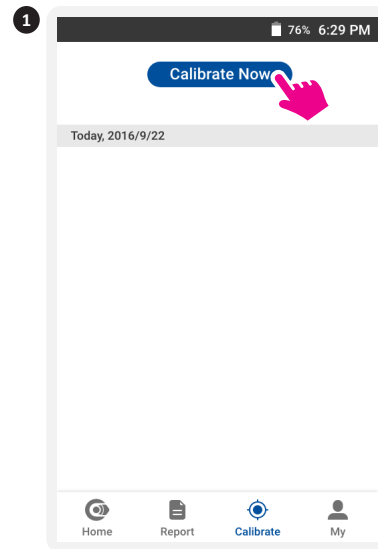 1
76% 6:29 PM
Calibrate Now
Today, 2016/9/22
Home Report Calibrate My